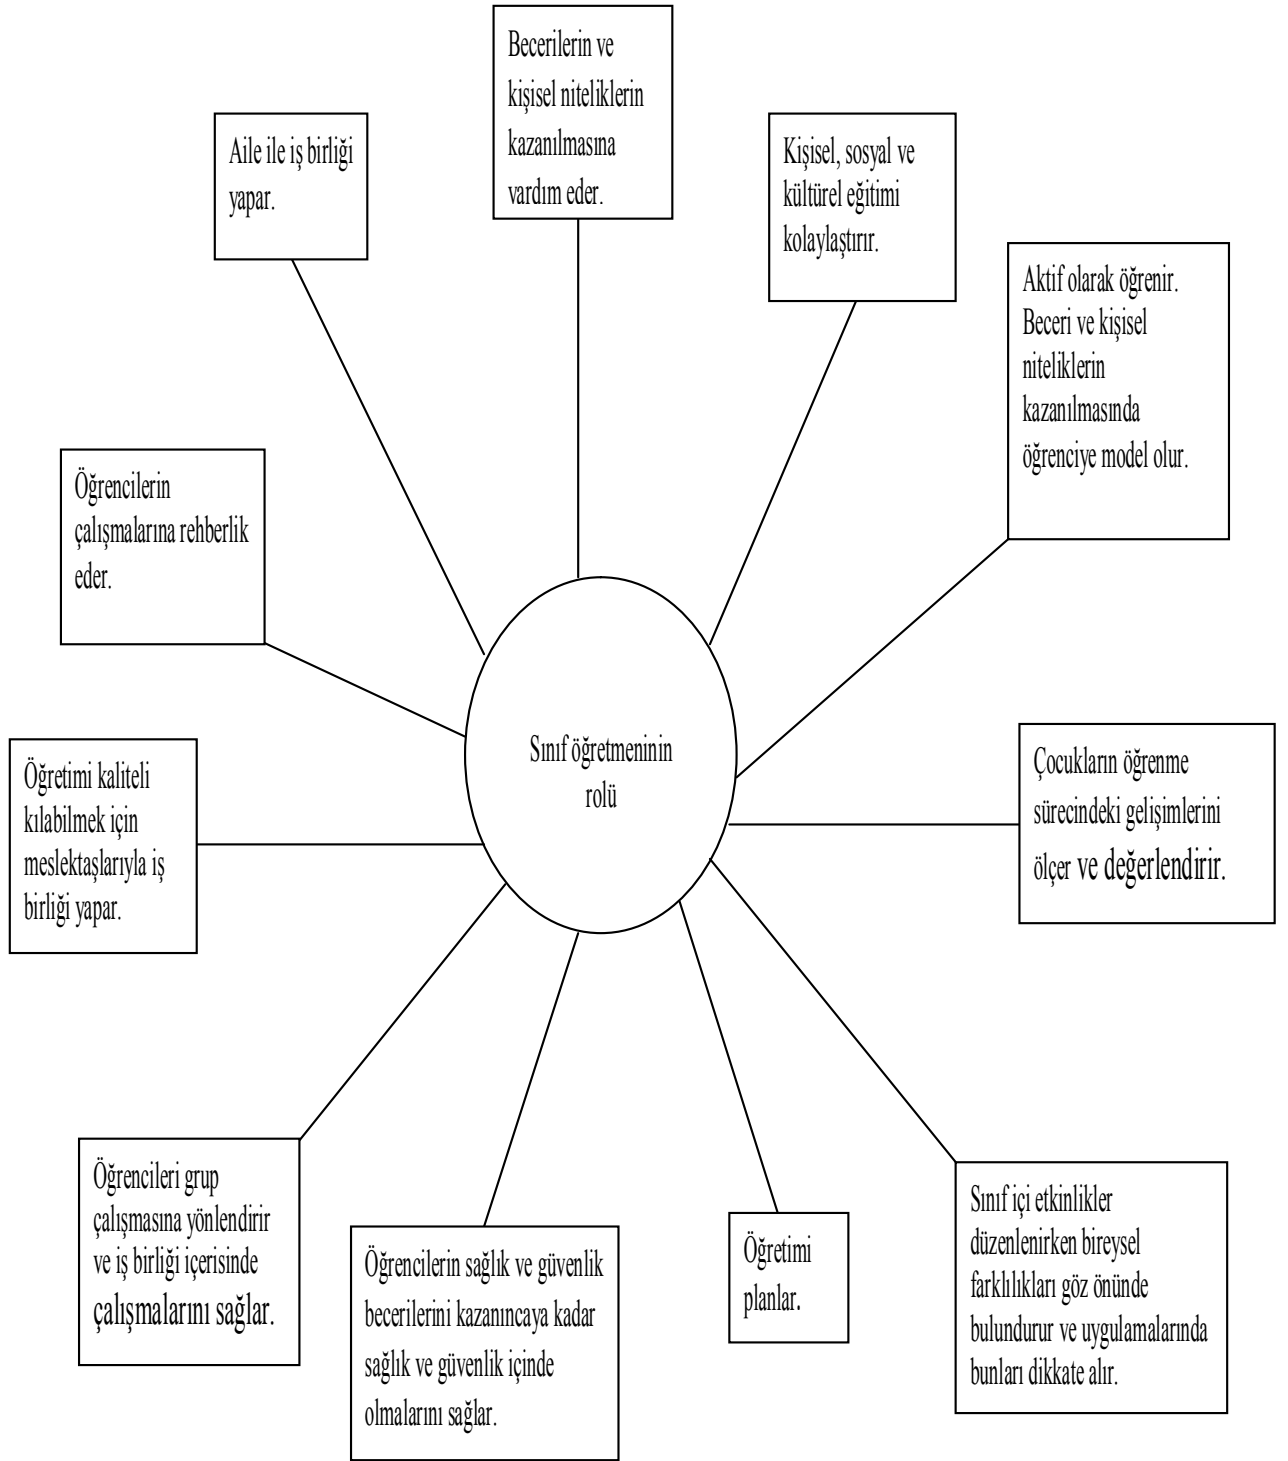 Becerilerin ve
kişisel niteliklerin
kazanılmasına
vardım eder.
Aile ile iş birliği
yapar.
Kişisel, sosyal ve
kültürel eğitimi
kolaylaştırır.
Aktif olarak öğrenir.
Beceri ve kişisel
niteliklerin
kazanılmasında
öğrenciye model olur.
Öğrencilerin
çalışmalarına rehberlik
eder.
Sınıf öğretmeninin
rolü
Öğretimi kaliteli
kılabilmek için
meslektaşlarıyla iş
birliği yapar.
Çocukların öğrenme
sürecindeki gelişimlerini
ölçer ve değerlendirir.
Öğrencileri grup
çalışmasına yönlendirir
ve iş birliği içerisinde
çalışmalarını sağlar.
Öğrencilerin sağlık ve güvenlik
becerilerini kazanıncaya kadar
sağlık ve güvenlik içinde
olmalarını sağlar.
Öğretimi
planlar.
Sınıf içi etkinlikler
düzenlenirken bireysel
farklılıkları göz önünde
bulundurur ve uygulamalarında
bunları dikkate alır.